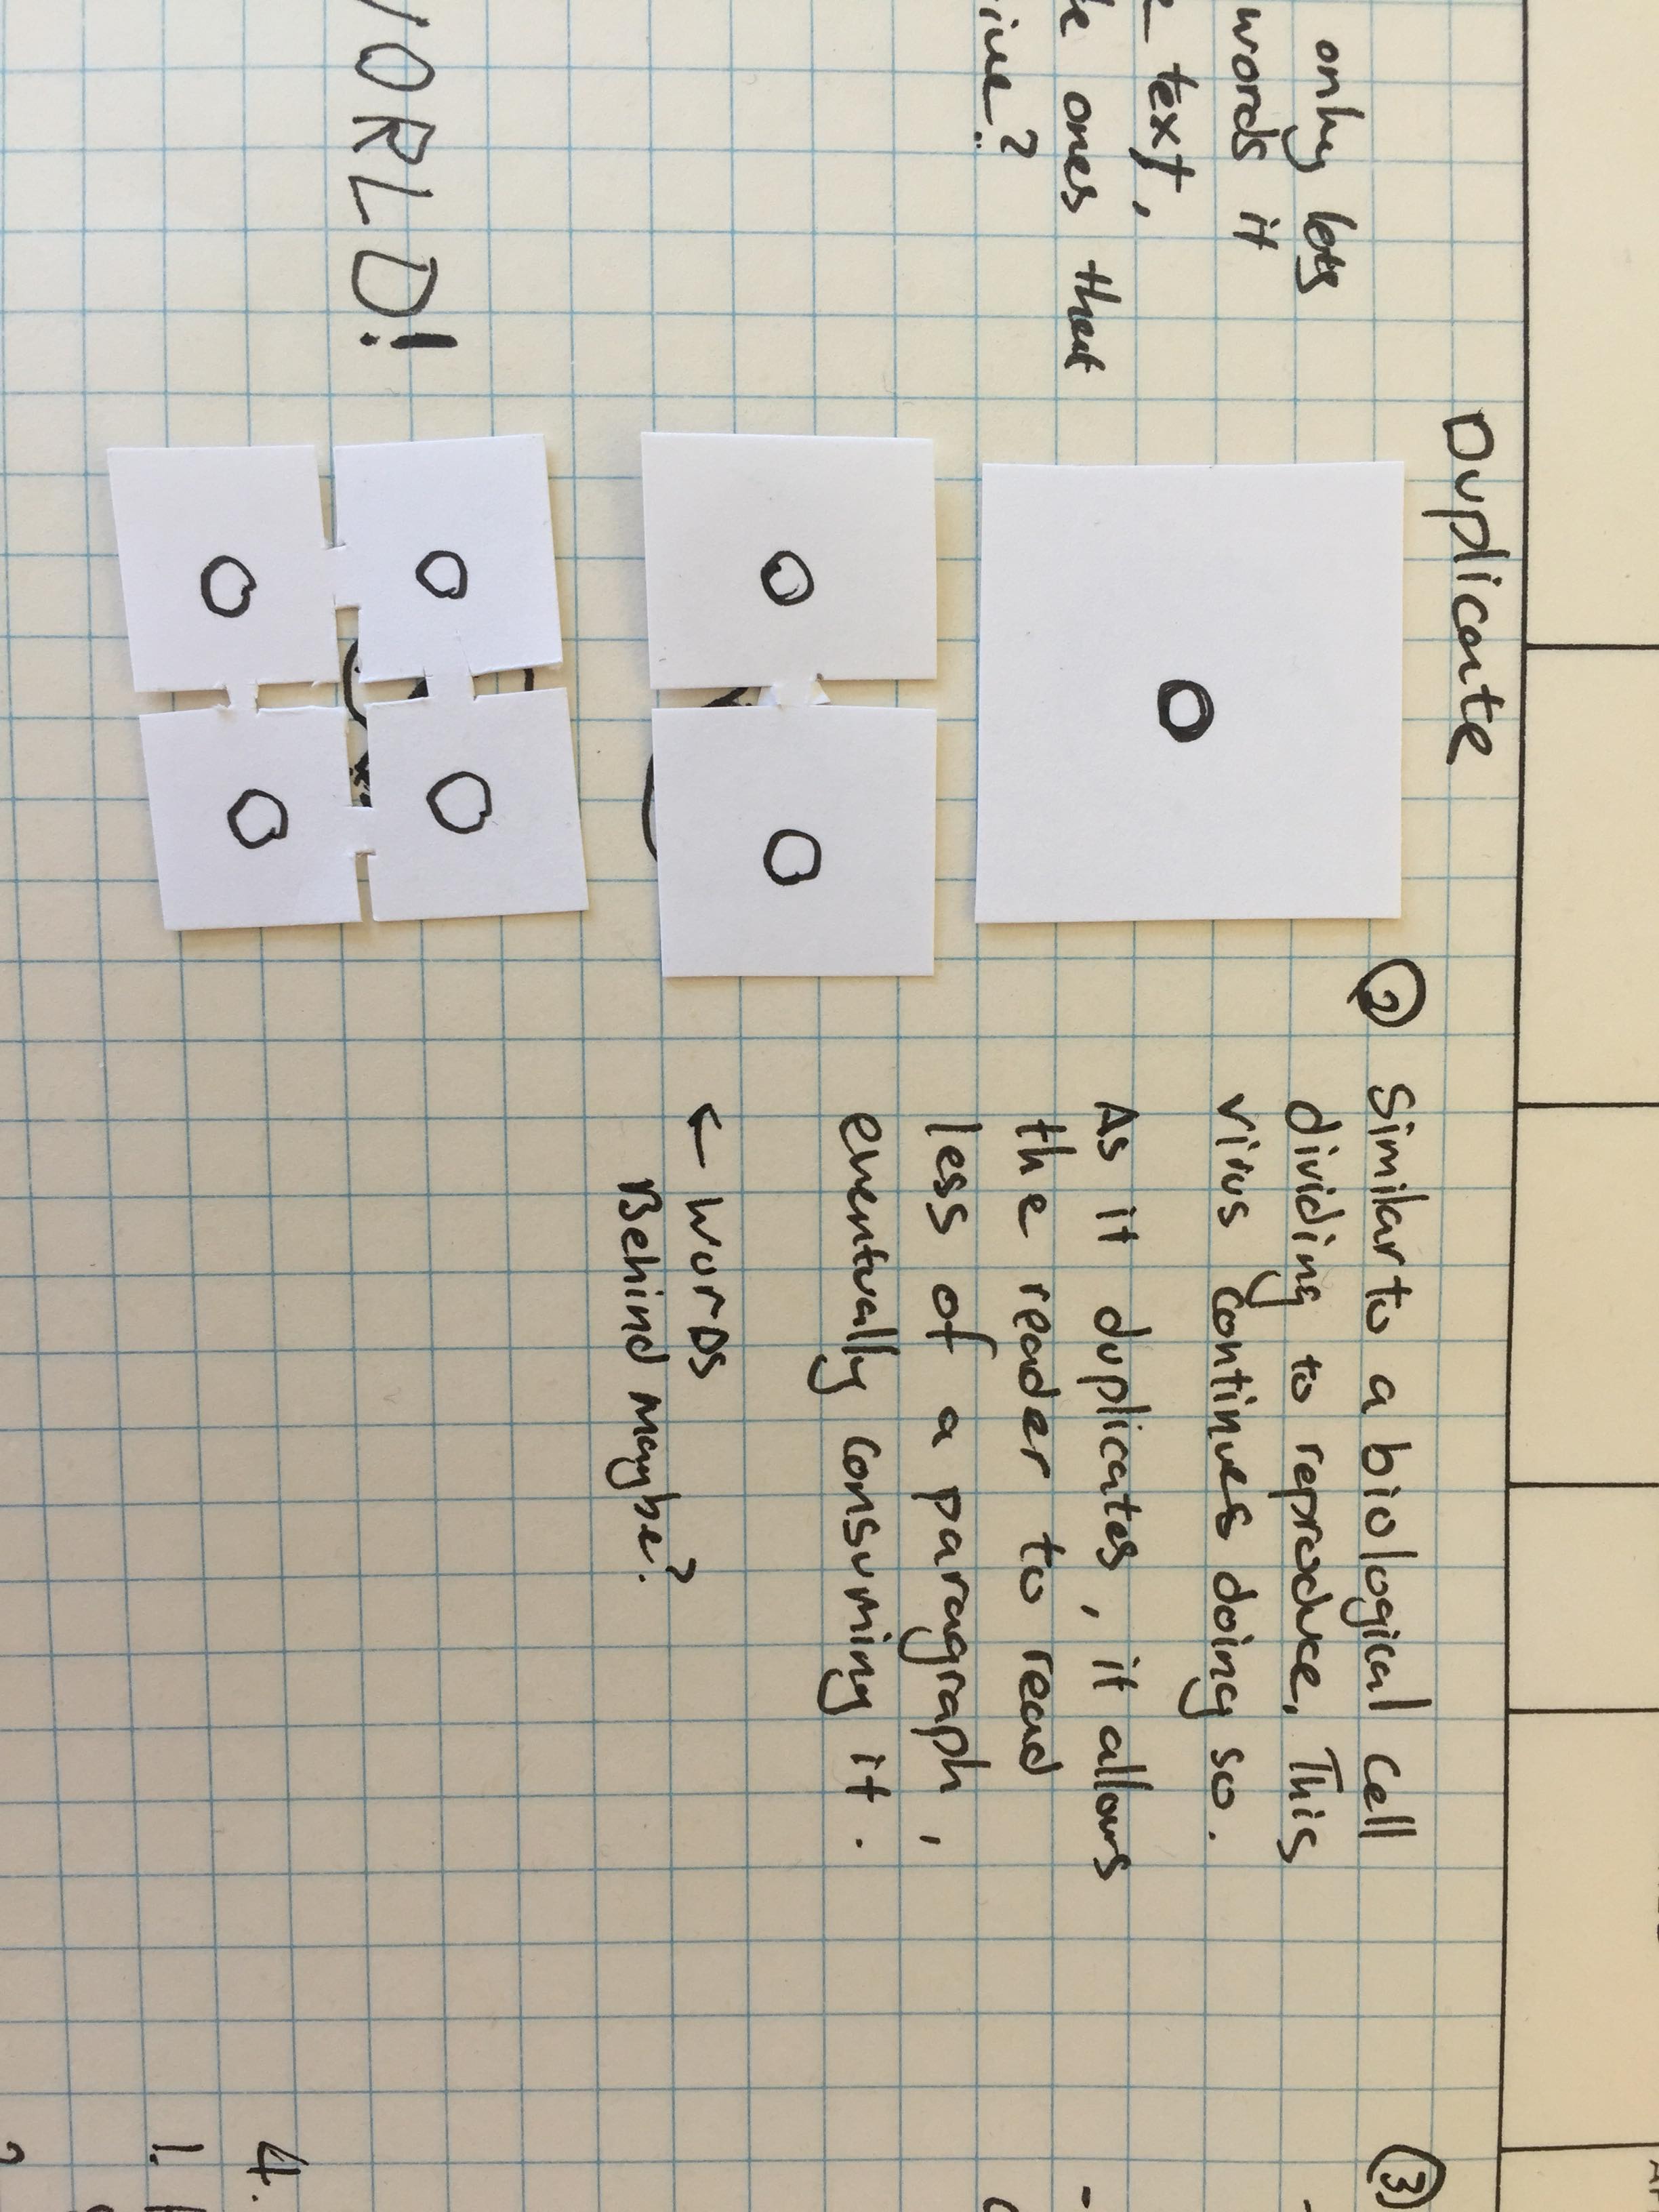 Duplicate
only lets
words it
text,
ones that
?
② Similar to a biological cell
dividing to reproduce. This
virus continues doing so.
As it duplicates, it allows
the reader to read
less of a paragraph,
eventually consuming it.
← Words
Behind Maybe?
WORLD!
③
4.
1.